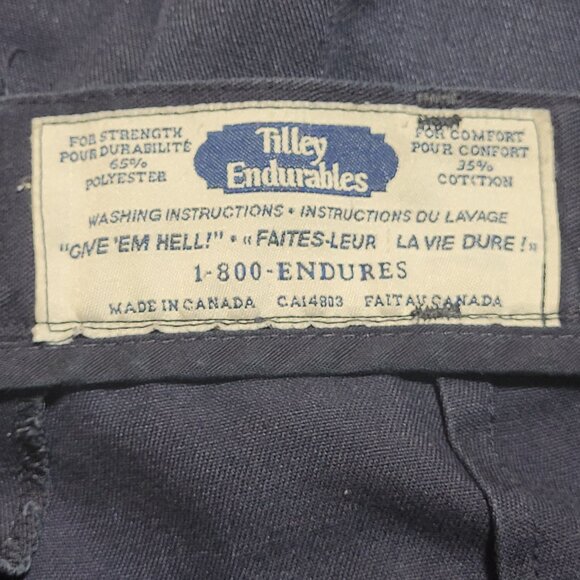 FOR STRENGTH
POUR DURABILITÉ
65%
POLYESTER
Tilley
Endurables
FOR COMFORT
POUR CONFORT
35%
COTTON
WASHING INSTRUCTIONS • INSTRUCTIONS DU LAVAGE
"GIVE 'EM HELL!" • « FAITES-LEUR LA VIE DURE ! »
1-800-ENDURES
MADE IN CANADA CA14803 FAIT AU CANADA